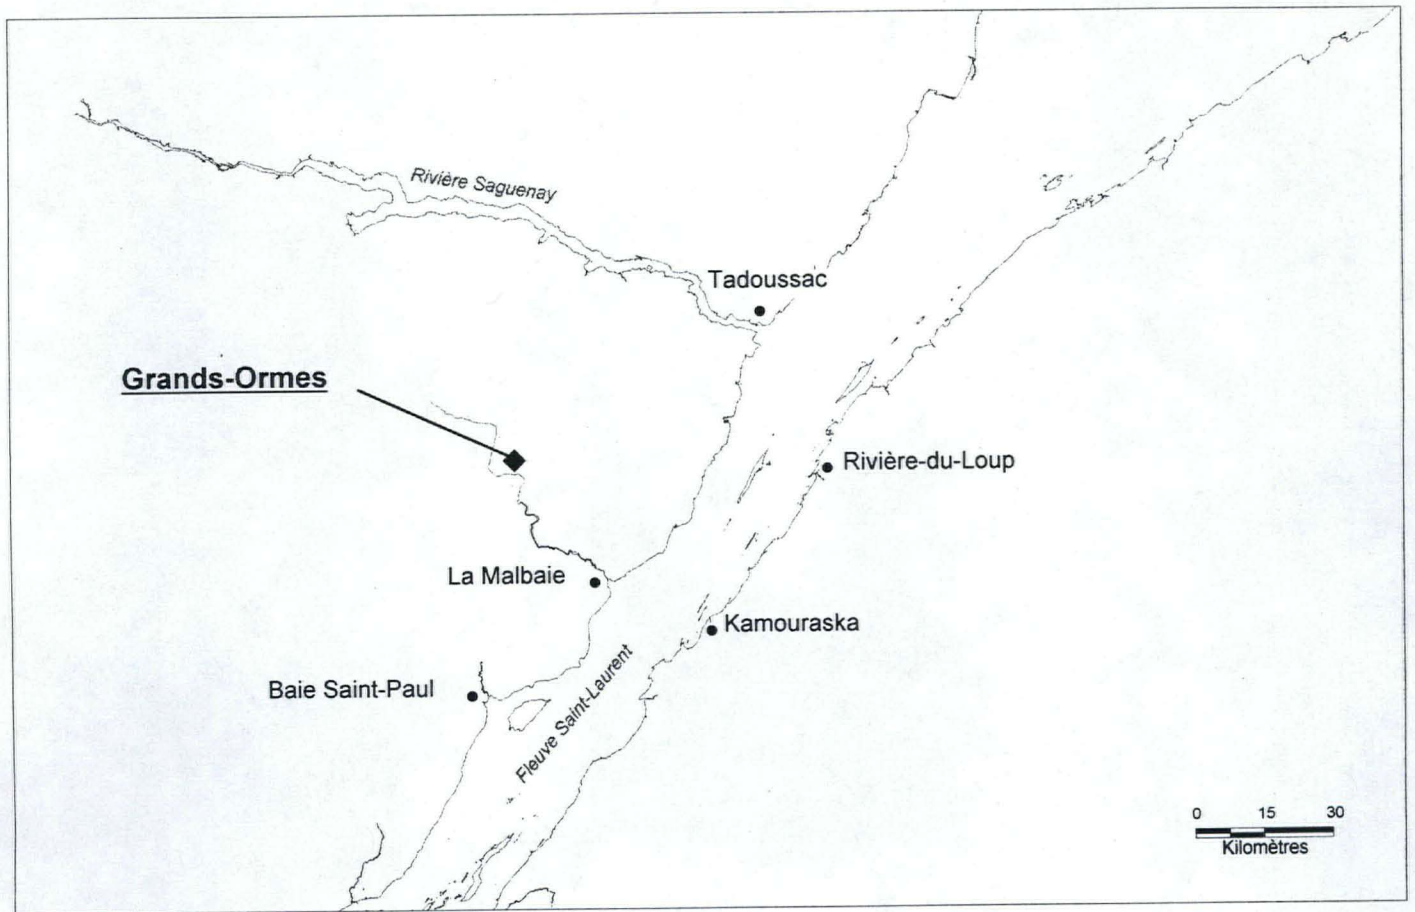 Rivière Saguenay
Tadoussac
Grands-Ormes
Rivière-du-Loup
La Malbaie
Kamouraska
Baie Saint-Paul
Fleuve Saint-Laurent
0 15 30
Kilomètres